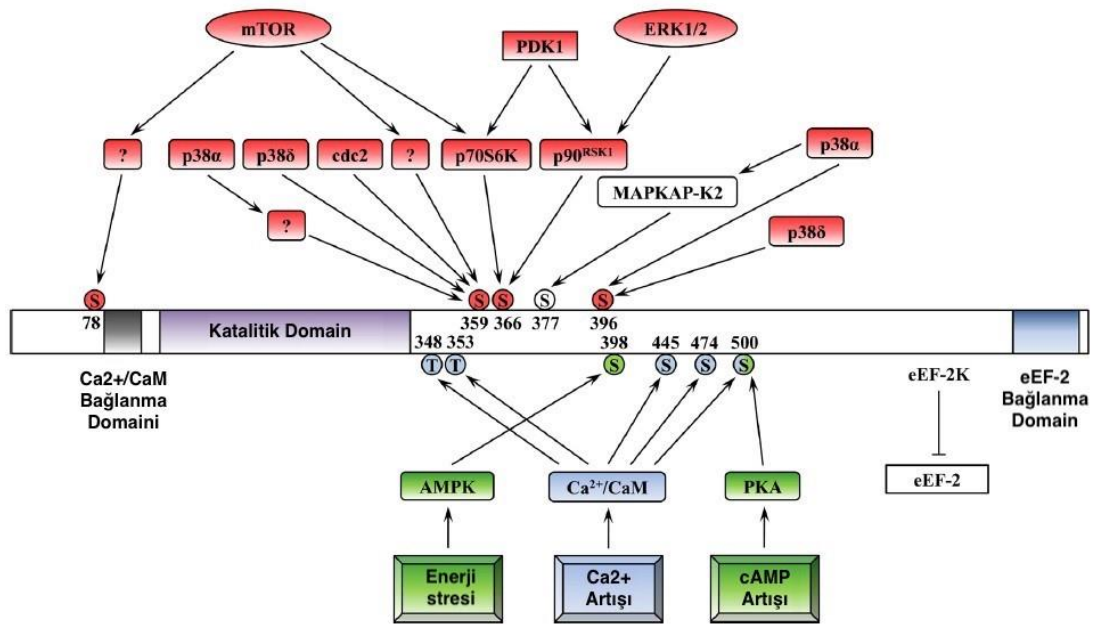 mTOR
PDK1
ERK1/2
?
p38α
p38δ
cdc2
?
p70S6K
p90RSK1
p38α
MAPKAP-K2
?
p38δ
S
S
S
S
S
78
359
366
377
396
Katalitik Domain
348
353
398
445
474
500
T
T
S
S
S
S
Ca2+/CaM
Bağlanma
Domaini
eEF-2K
eEF-2
Bağlanma
Domain
AMPK
Ca2+/CaM
PKA
eEF-2
Enerji
stresi
Ca2+
Artışı
cAMP
Artışı